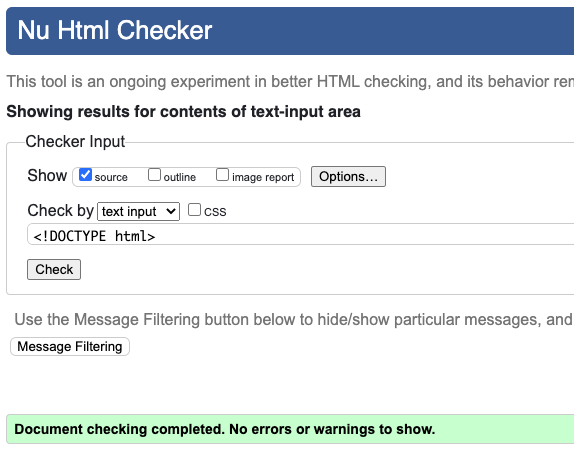 Nu Html Checker
This tool is an ongoing experiment in better HTML checking, and its behavior
Showing results for contents of text-input area
Checker Input
Show source outline image report Options...
Check by text input CSS
<!DOCTYPE html>
Check
Use the Message Filtering button below to hide/show particular messages, and
Message Filtering
Document checking completed. No errors or warnings to show.